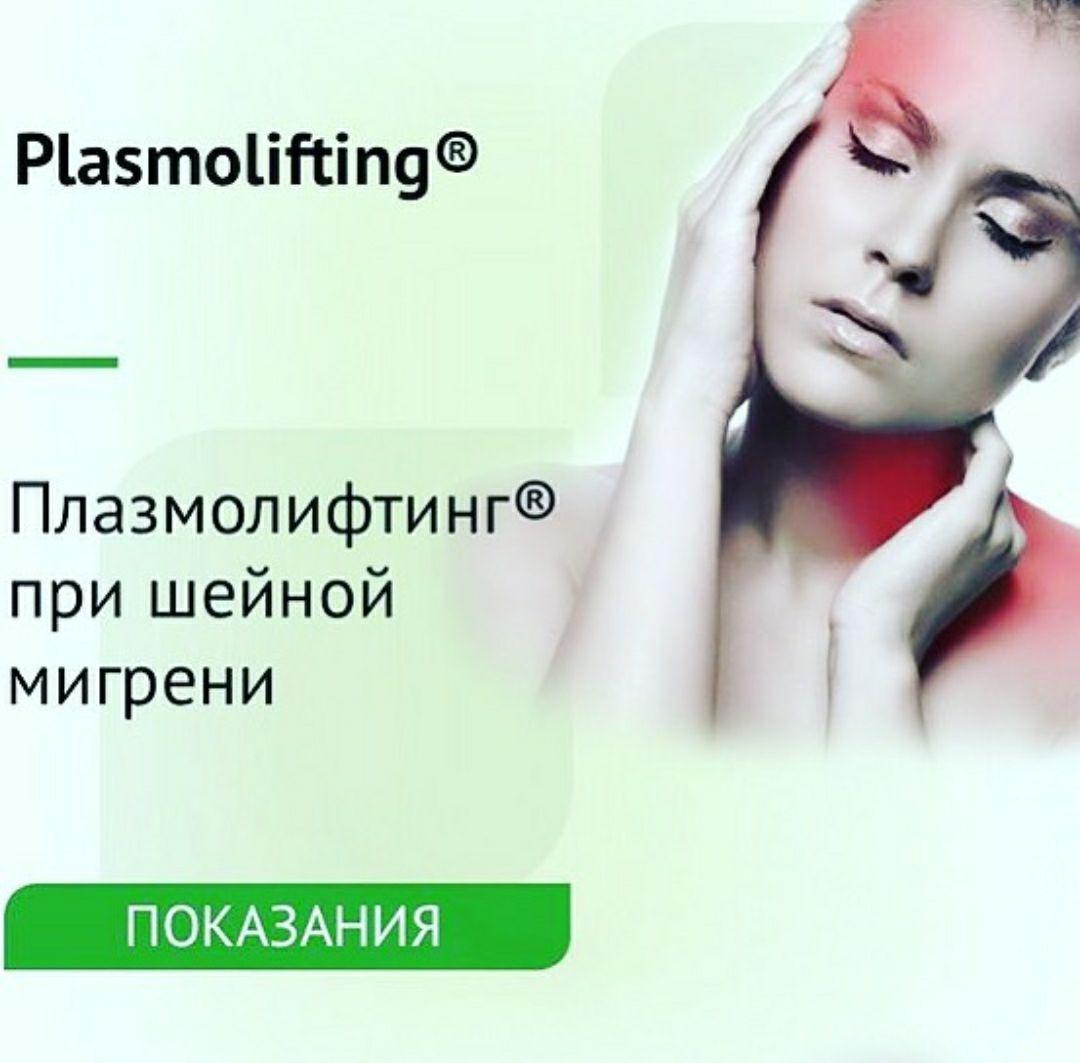 Plasmolifting®
Плазмолифтинг®
при шейной
мигрени
ПОКАЗАНИЯ